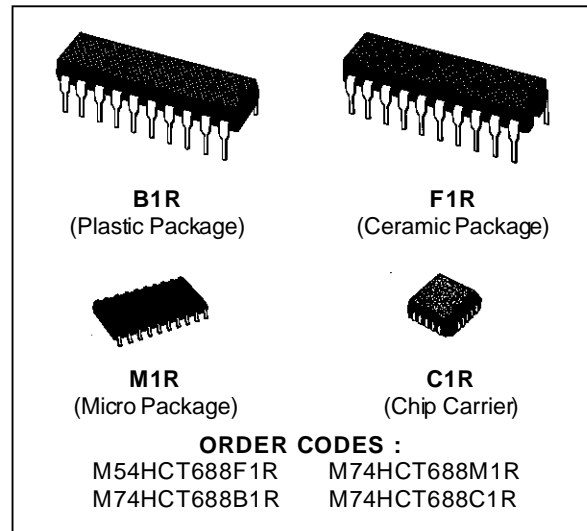 B1R
(Plastic Package)
F1R
(Ceramic Package)
M1R
(Micro Package)
C1R
(Chip Carrier)
ORDER CODES :
M54HCT688F1R M74HCT688M1R
M74HCT688B1R M74HCT688C1R